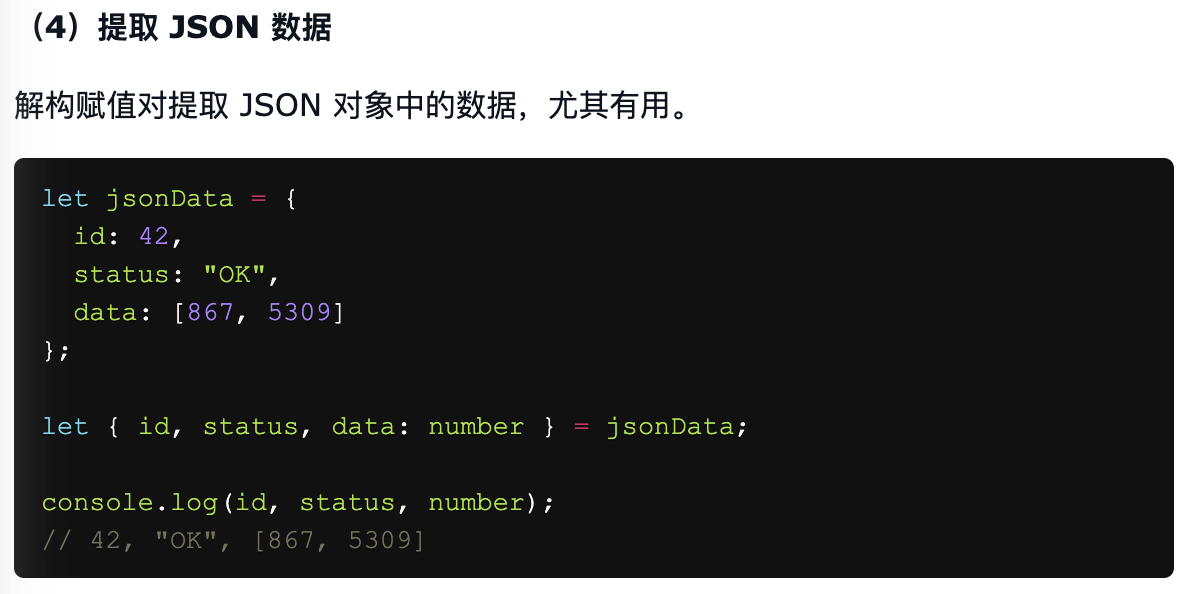 （4）提取 JSON 数据
解构赋值对提取 JSON 对象中的数据，尤其有用。
let jsonData = {
  id: 42,
  status: "OK",
  data: [867, 5309]
};
let { id, status, data: number } = jsonData;
console.log(id, status, number);
// 42, "OK", [867, 5309]